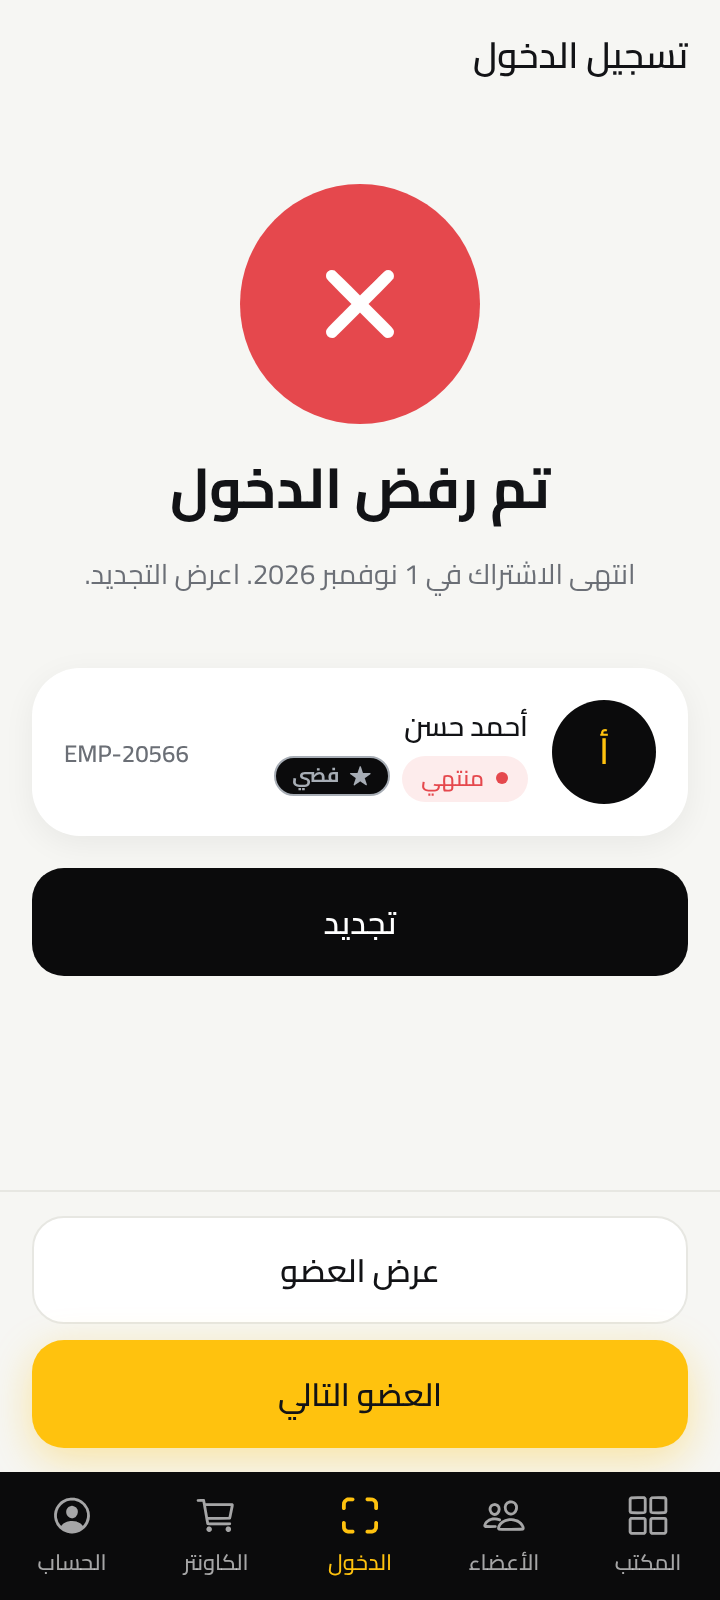 تسجيل الدخول
تم رفض الدخول
انتهى الاشتراك في 1 نوفمبر 2026. اعرض التجديد.
أ
أحمد حسن
منتهي
فضي
EMP-20566
تجديد
عرض العضو
العضو التالي
المكتب
الأعضاء
الدخول
الكاونتر
الحساب